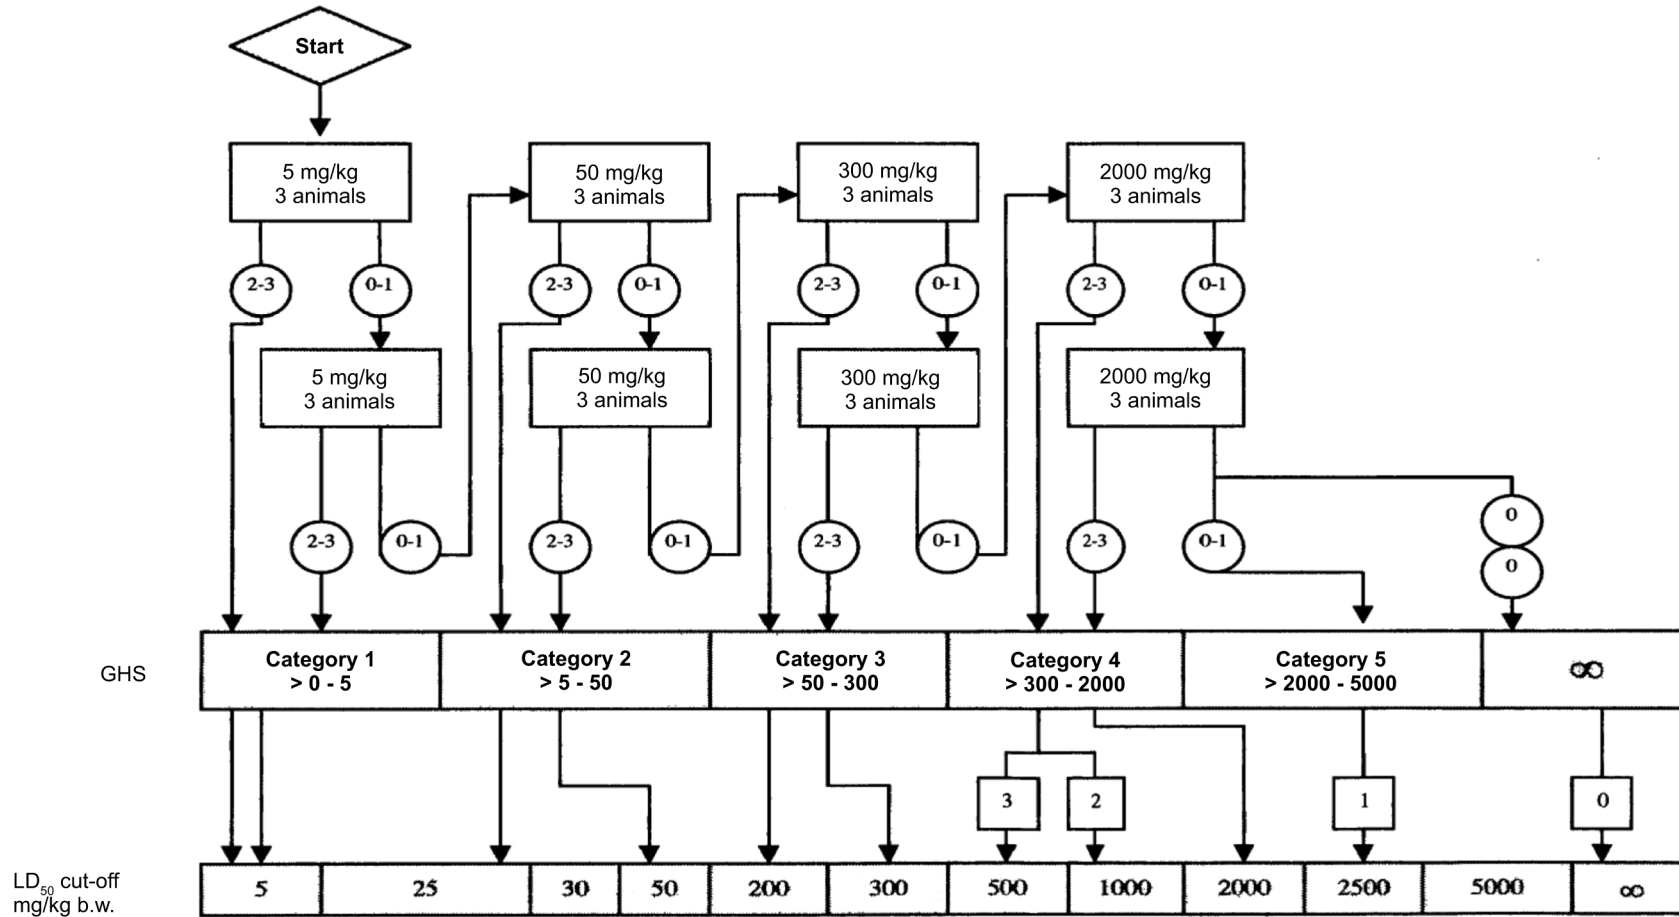 Start
5 mg/kg
3 animals
50 mg/kg
3 animals
300 mg/kg
3 animals
2000 mg/kg
3 animals
2-3
0-1
2-3
0-1
2-3
0-1
2-3
0-1
5 mg/kg
3 animals
50 mg/kg
3 animals
300 mg/kg
3 animals
2000 mg/kg
3 animals
2-3
0-1
2-3
0-1
2-3
0-1
2-3
0-1
0
0
GHS
Category 1
> 0 - 5
Category 2
> 5 - 50
Category 3
> 50 - 300
Category 4
> 300 - 2000
Category 5
> 2000 - 5000
∞
3
2
1
0
LD50 cut-off
mg/kg b.w.
5
25
30
50
200
300
500
1000
2000
2500
5000
∞